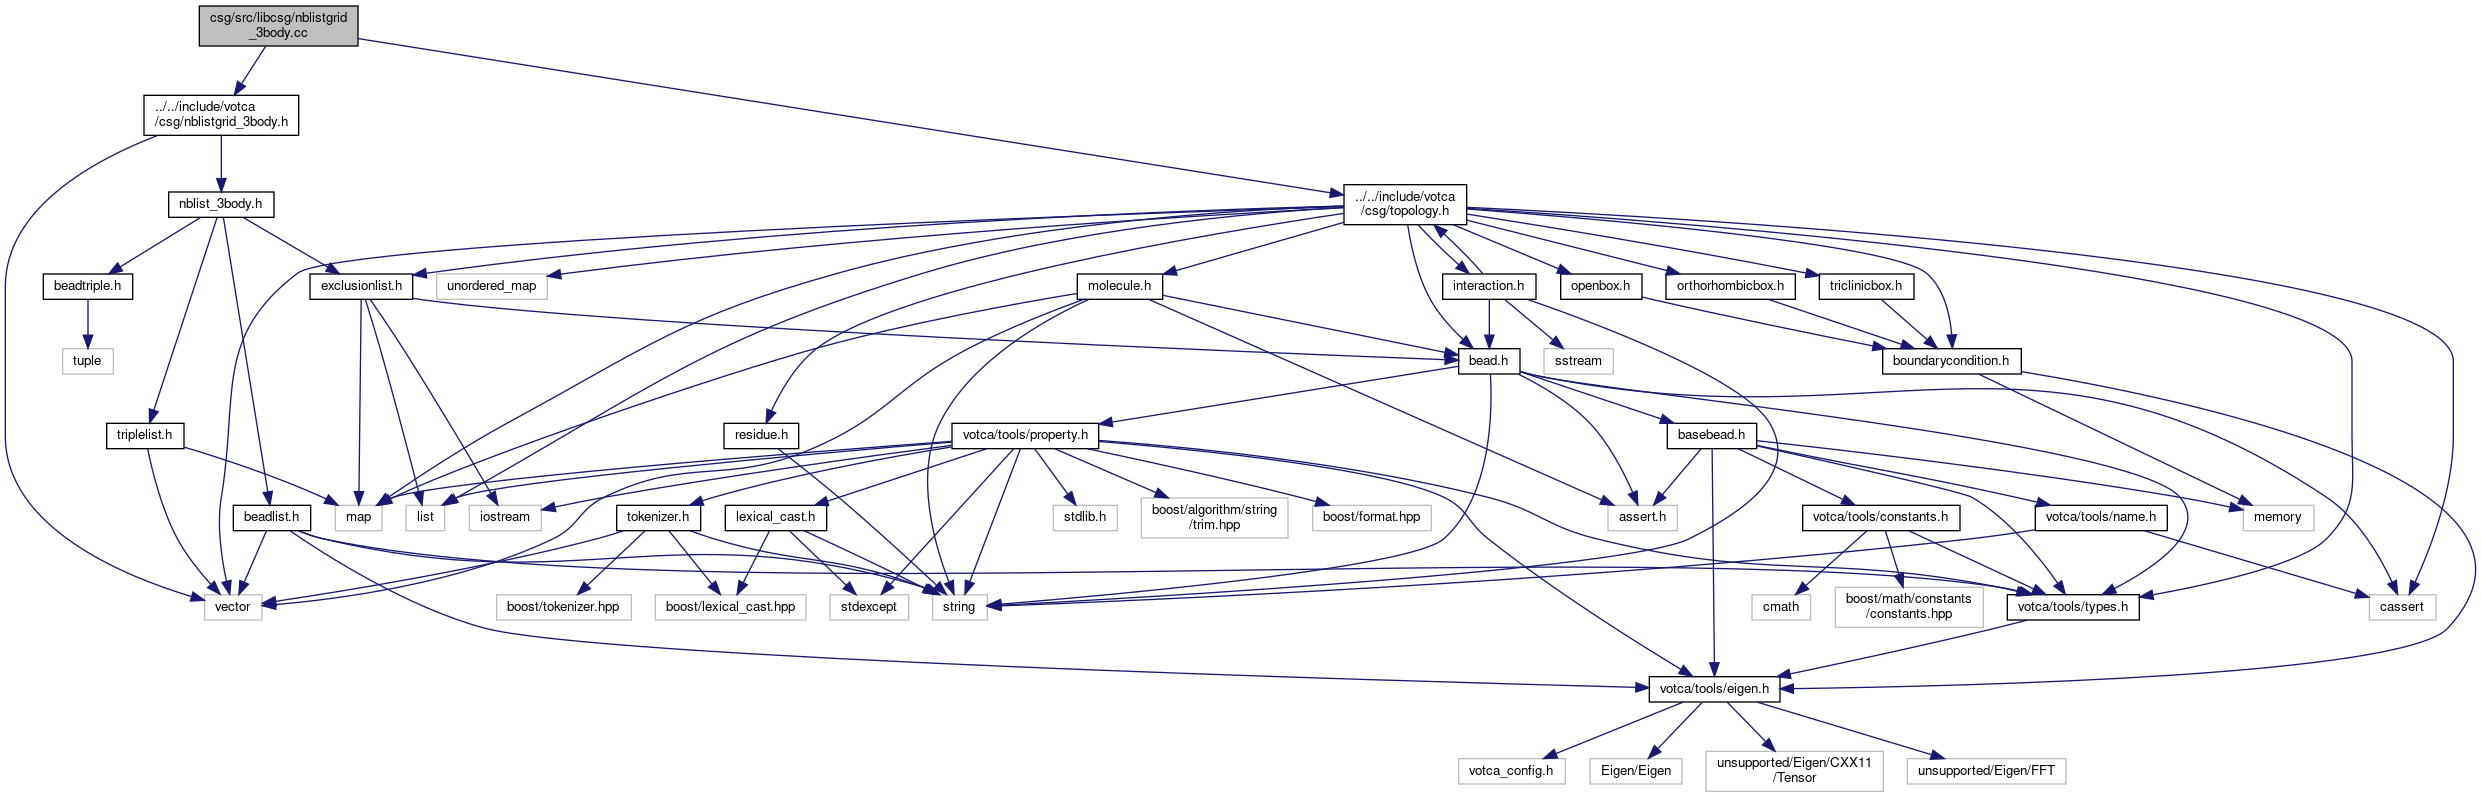 csg/src/libcsg/nblistgrid
_3body.cc
../../include/votca
/csg/nblistgrid_3body.h
nblist_3body.h
../../include/votca
/csg/topology.h
beadtriple.h
exclusionlist.h
unordered_map
molecule.h
interaction.h
openbox.h
orthorhombicbox.h
triclinicbox.h
tuple
bead.h
sstream
boundarycondition.h
triplelist.h
residue.h
votca/tools/property.h
basebead.h
beadlist.h
map
list
iostream
tokenizer.h
lexical_cast.h
stdlib.h
boost/algorithm/string
/trim.hpp
boost/format.hpp
assert.h
votca/tools/constants.h
votca/tools/name.h
memory
vector
boost/tokenizer.hpp
boost/lexical_cast.hpp
stdexcept
string
cmath
boost/math/constants
/constants.hpp
votca/tools/types.h
cassert
votca/tools/eigen.h
votca_config.h
Eigen/Eigen
unsupported/Eigen/CXX11
/Tensor
unsupported/Eigen/FFT